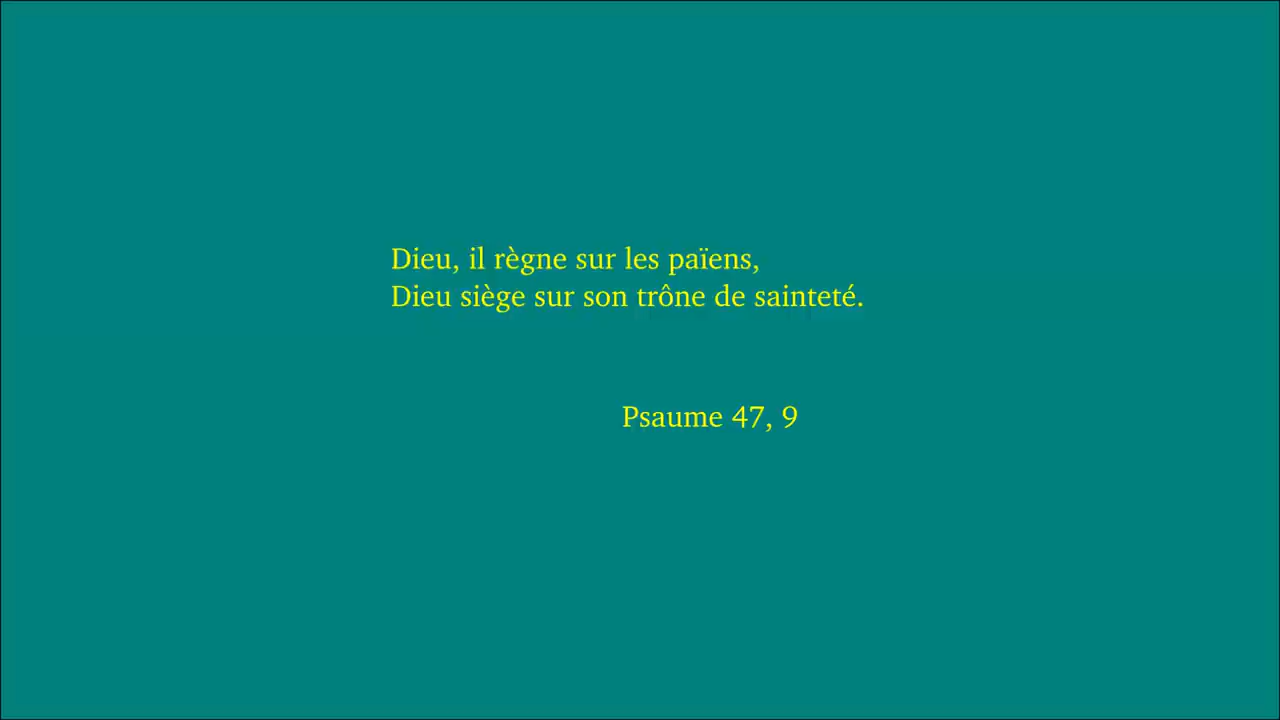 Dieu, il règne sur les païens,
Dieu siège sur son trône de sainteté.
Psaume 47, 9